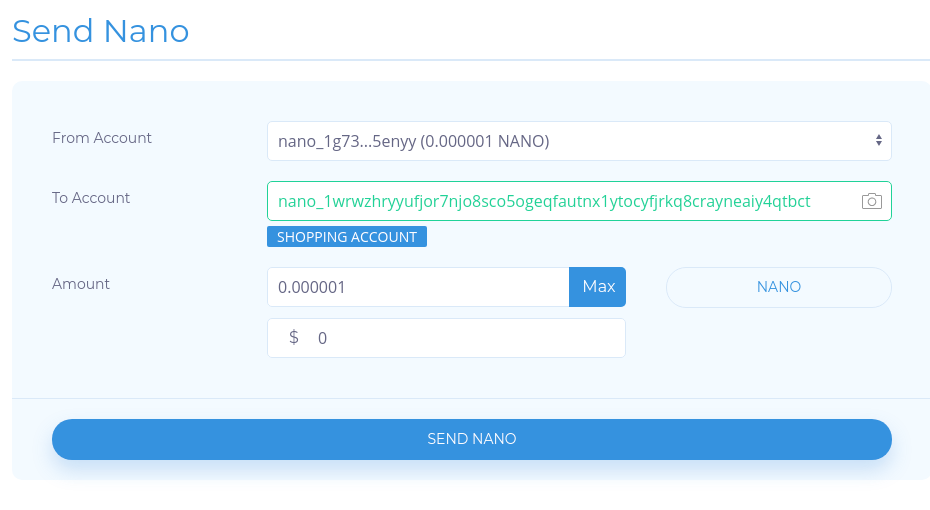 Send Nano
From Account
nano_1g73...5enyy (0.000001 NANO)
To Account
nano_1wrwzhryyufjor7njo8sco5ogeqfautnx1ytocyfjrkq8crayneaiy4qtbct
SHOPPING ACCOUNT
Amount
0.000001
Max
NANO
$ 0
SEND NANO